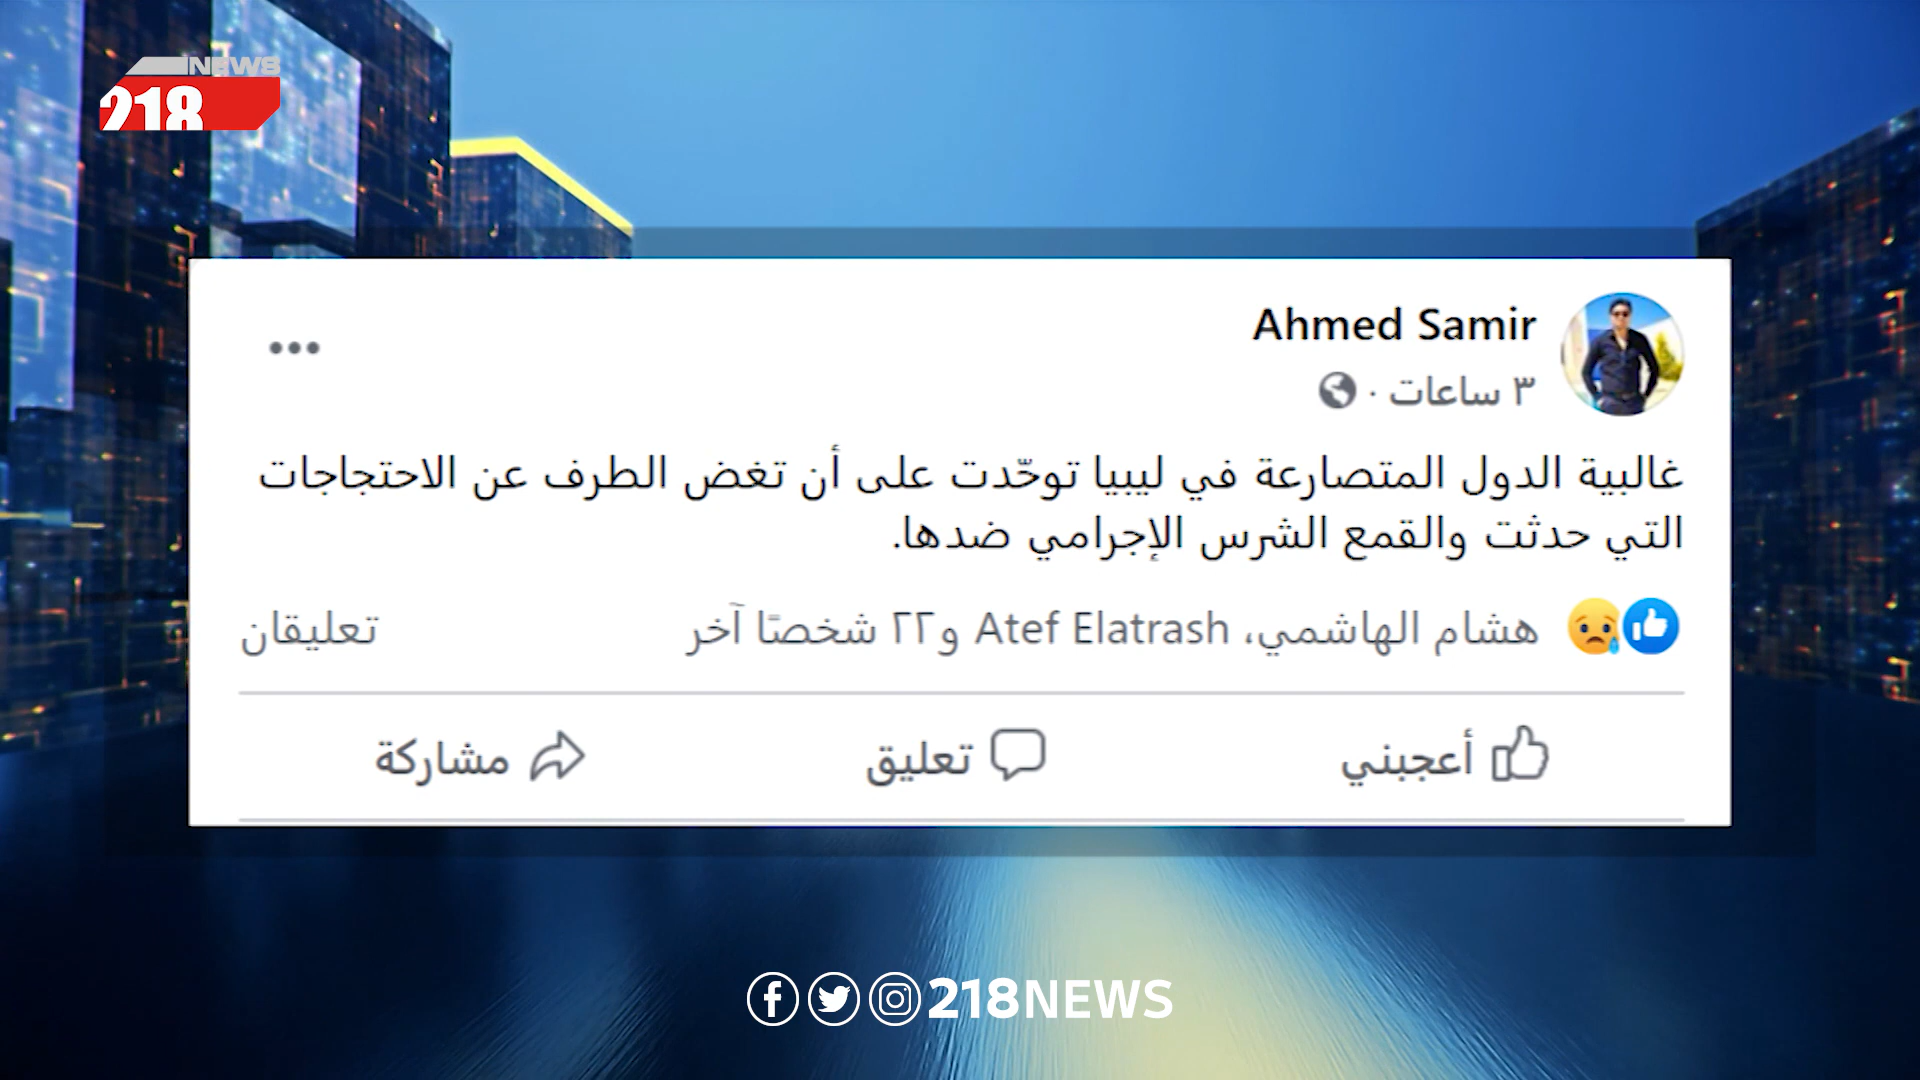 NEWS
218
Ahmed Samir
٣ ساعات ·
غالبية الدول المتصارعة في ليبيا توحّدت على أن تغض الطرف عن الاحتجاجات
التي حدثت والقمع الشرس الإجرامي ضدها.
هشام الهاشمي، Atef Elatrash و٢٢ شخصًا آخر
تعليقان
أعجبني
تعليق
مشاركة
218NEWS